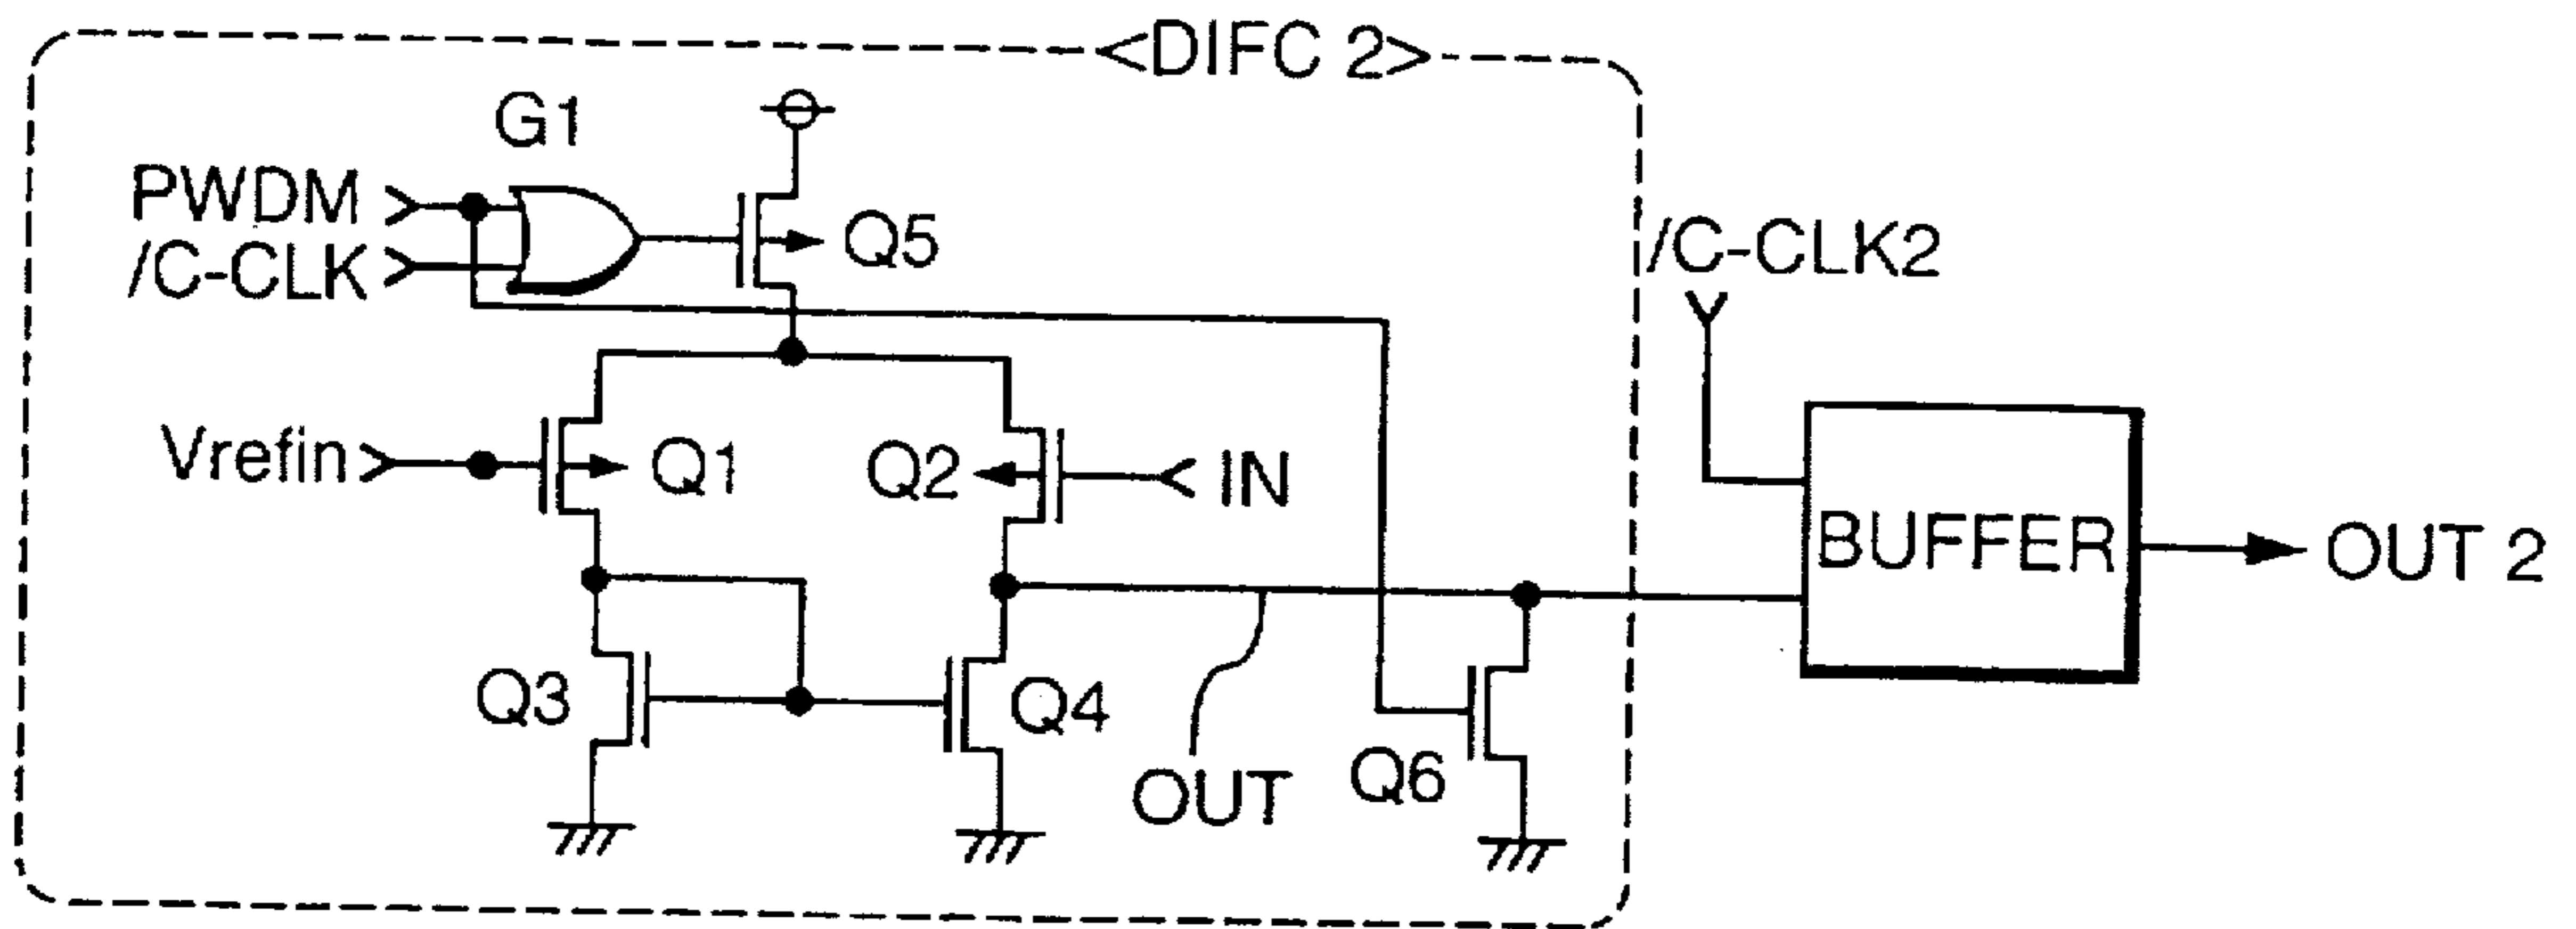 <DIFC 2>
G1
PWDM
/C-CLK
Q5
/C-CLK2
Vrefin
Q1
Q2
IN
BUFFER
OUT 2
Q3
Q4
OUT
Q6